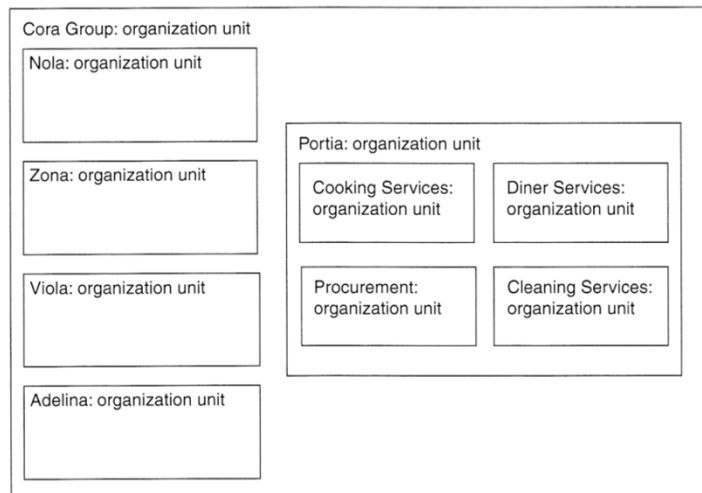 Cora Group: organization unit
Nola: organization unit
Zona: organization unit
Viola: organization unit
Adelina: organization unit
Portia: organization unit
Cooking Services:
organization unit
Diner Services:
organization unit
Procurement:
organization unit
Cleaning Services:
organization unit